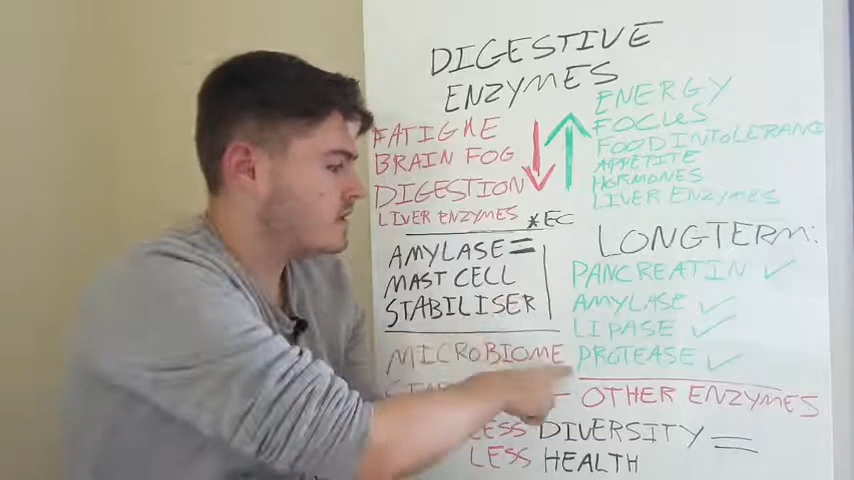 DIGESTIVE
ENZYMES
FATIGUE
BRAIN FOG
DIGESTION
LIVER ENZYMES
*EC
ENERGY
FOCUS
FOOD INTOLERANCE
APPETITE
HORMONES
LIVER ENZYMES
AMYLASE =
MAST CELL
STABILISER
LONGTERM:
PANCREATIN ✓
AMYLASE ✓
LIPASE ✓
PROTEASE ✓
MICROBIOME
- OTHER ENZYMES
LESS DIVERSITY =
LESS HEALTH